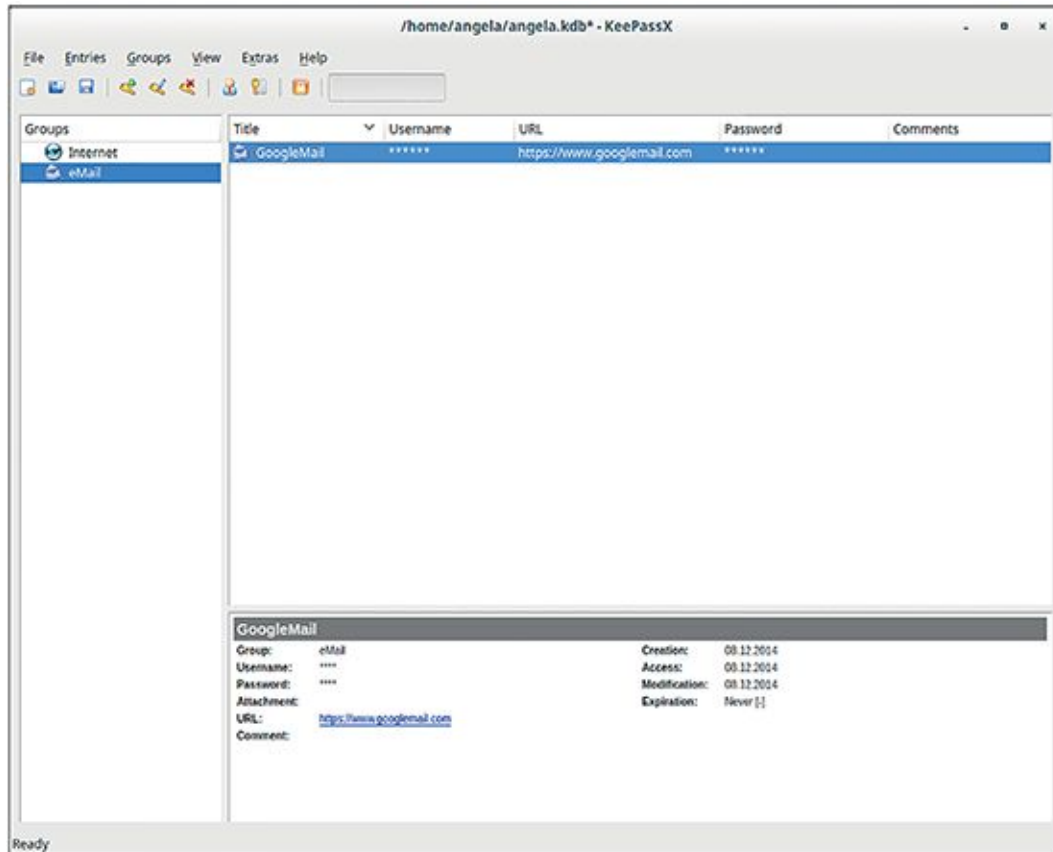 /home/angela/angela.kdb* - KeePassX
File Entries Groups View Extras Help
Groups
Internet
eMail
Title Username URL Password Comments
GoogleMail ****** https://www.googlemail.com ******
GoogleMail
Group: eMail Creation: 08.12.2014
Username: **** Access: 08.12.2014
Password: **** Modification: 08.12.2014
Attachment: Expiration: Never [-]
URL: https://www.googlemail.com
Comment:
Ready